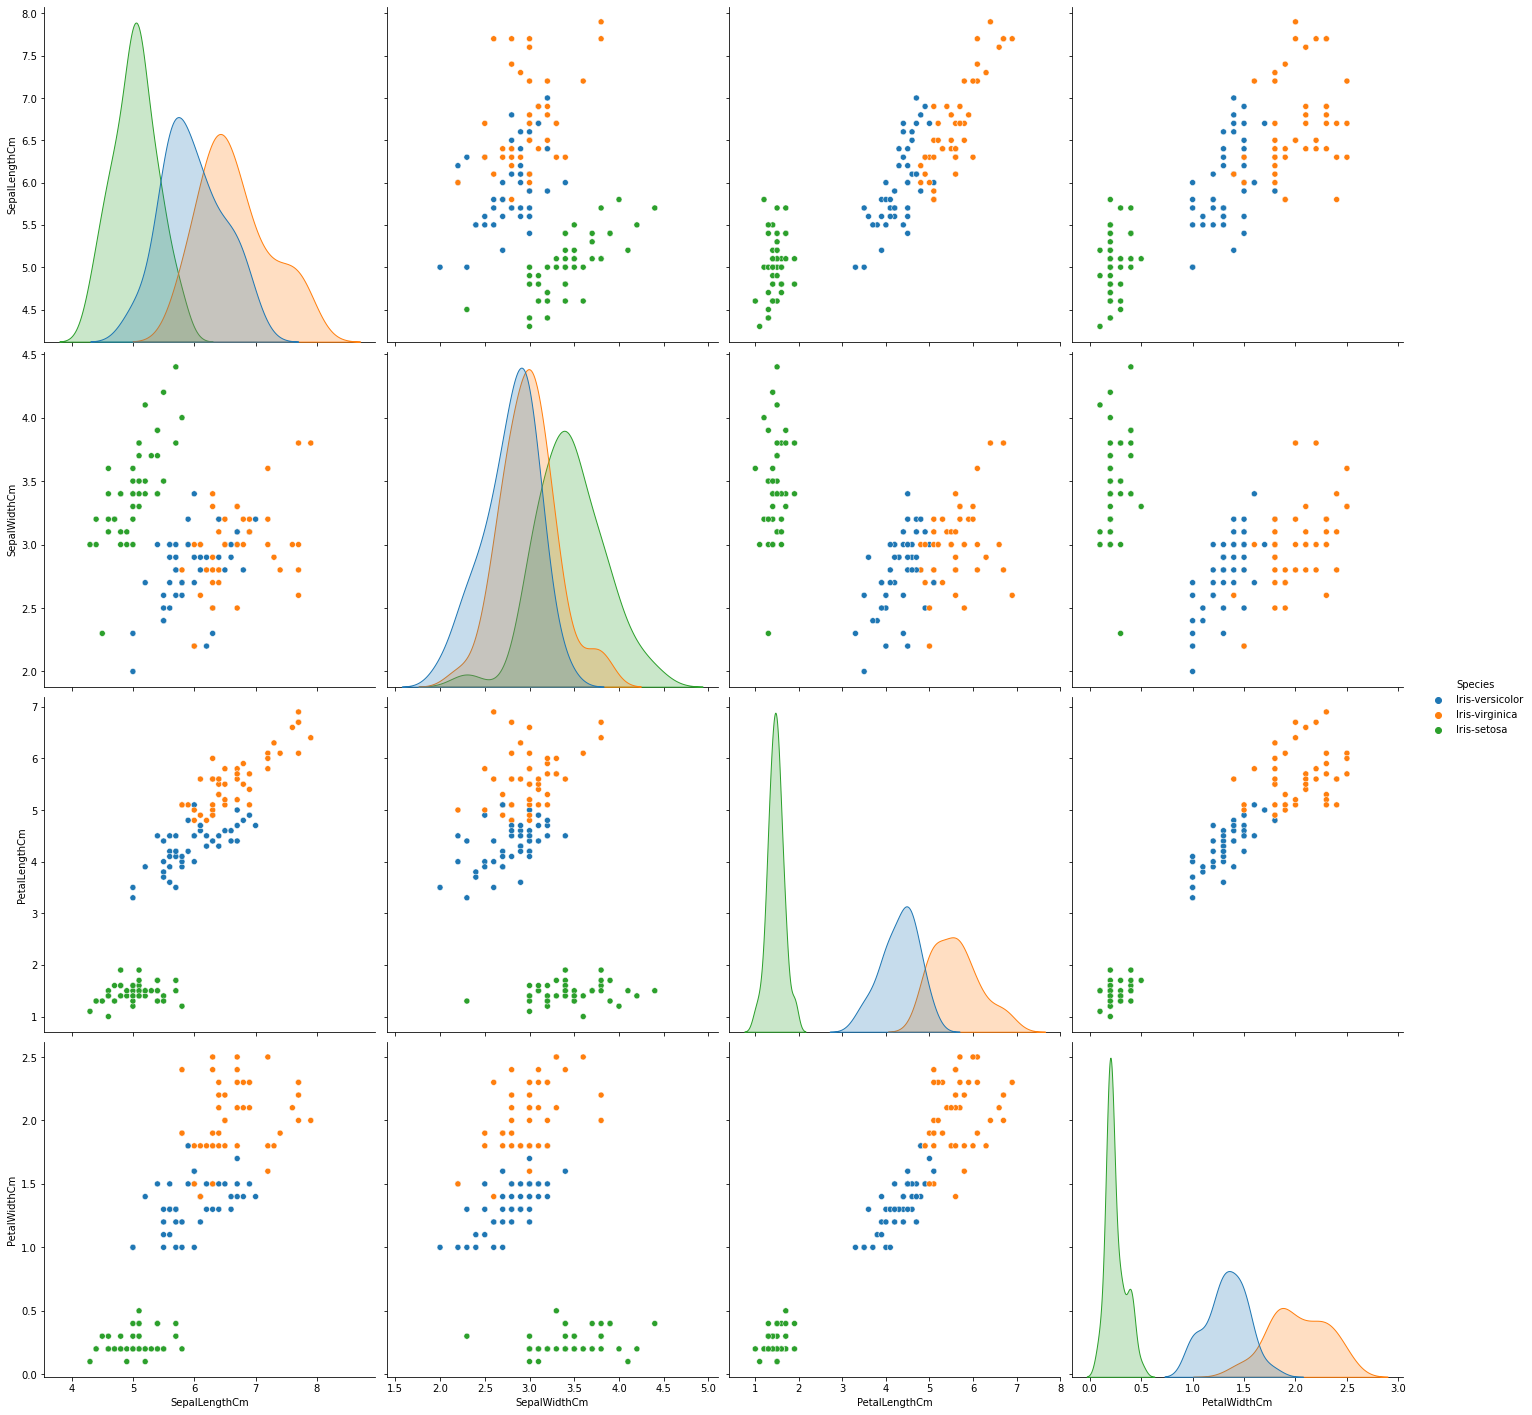 8.0
7.5
7.0
6.5
6.0
5.5
5.0
4.5
SepalLengthCm
4.5
4.0
3.5
3.0
2.5
2.0
SepalWidthCm
Species
Iris-versicolor
Iris-virginica
Iris-setosa
7
6
5
4
3
2
1
PetalLengthCm
2.5
2.0
1.5
1.0
0.5
0.0
PetalWidthCm
4 5 6 7 8
1.5 2.0 2.5 3.0 3.5 4.0 4.5 5.0
1 2 3 4 5 6 7 8
0.0 0.5 1.0 1.5 2.0 2.5 3.0
SepalLengthCm
SepalWidthCm
PetalLengthCm
PetalWidthCm